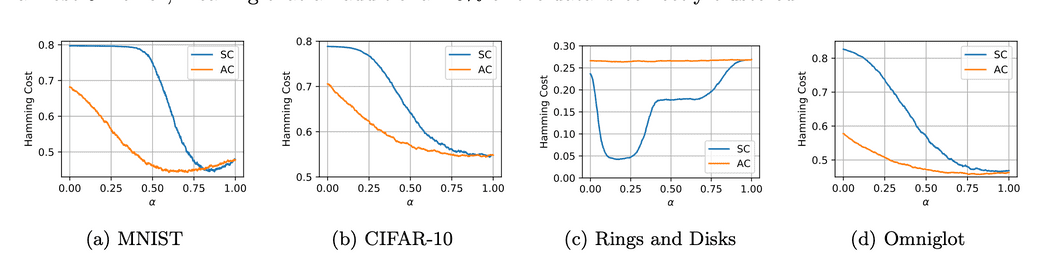 0.8
0.7
0.6
0.5
Hamming Cost
SC
AC
0.00 0.25 0.50 0.75 1.00
α
(a) MNIST
0.8
0.7
0.6
0.5
Hamming Cost
SC
AC
0.00 0.25 0.50 0.75 1.00
α
(b) CIFAR-10
0.30
0.25
0.20
0.15
0.10
0.05
0.00
Hamming Cost
SC
AC
0.00 0.25 0.50 0.75 1.00
α
(c) Rings and Disks
0.8
0.7
0.6
0.5
Hamming Cost
SC
AC
0.00 0.25 0.50 0.75 1.00
α
(d) Omniglot